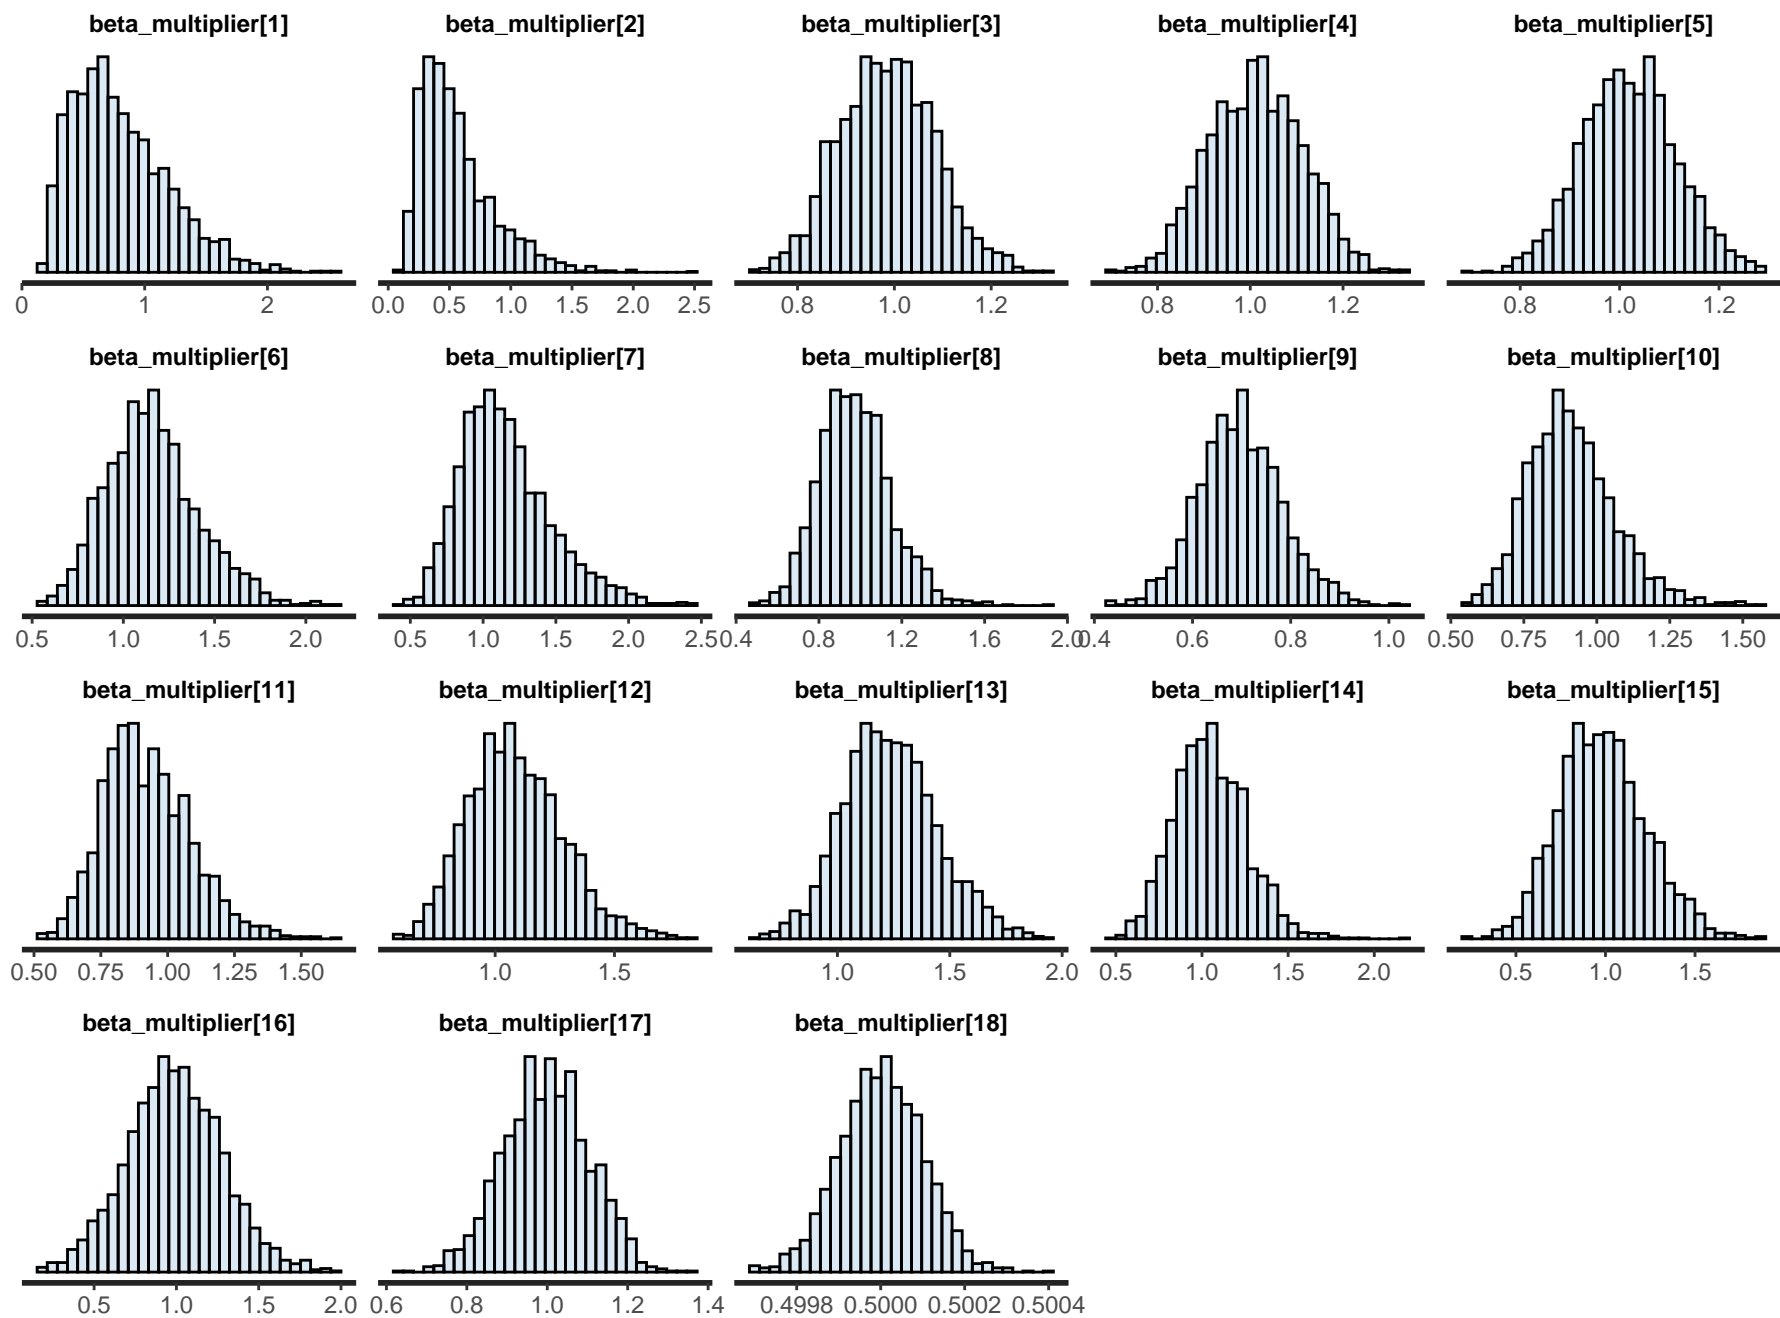 beta_multiplier[1] beta_multiplier[2] beta_multiplier[3] beta_multiplier[4] beta_multiplier[5]
0 1 2 0.0 0.5 1.0 1.5 2.0 2.5 0.8 1.0 1.2 0.8 1.0 1.2 0.8 1.0 1.2
beta_multiplier[6] beta_multiplier[7] beta_multiplier[8] beta_multiplier[9] beta_multiplier[10]
0.5 1.0 1.5 2.0 0.5 1.0 1.5 2.0 2.5 0.4 0.8 1.2 1.6 2.0 0.4 0.6 0.8 1.0 0.50 0.75 1.00 1.25 1.50
beta_multiplier[11] beta_multiplier[12] beta_multiplier[13] beta_multiplier[14] beta_multiplier[15]
0.50 0.75 1.00 1.25 1.50 1.0 1.5 1.0 1.5 2.0 0.5 1.0 1.5 2.0 0.5 1.0 1.5
beta_multiplier[16] beta_multiplier[17] beta_multiplier[18]
0.5 1.0 1.5 2.0 0.6 0.8 1.0 1.2 1.4 0.4998 0.5000 0.5002 0.5004